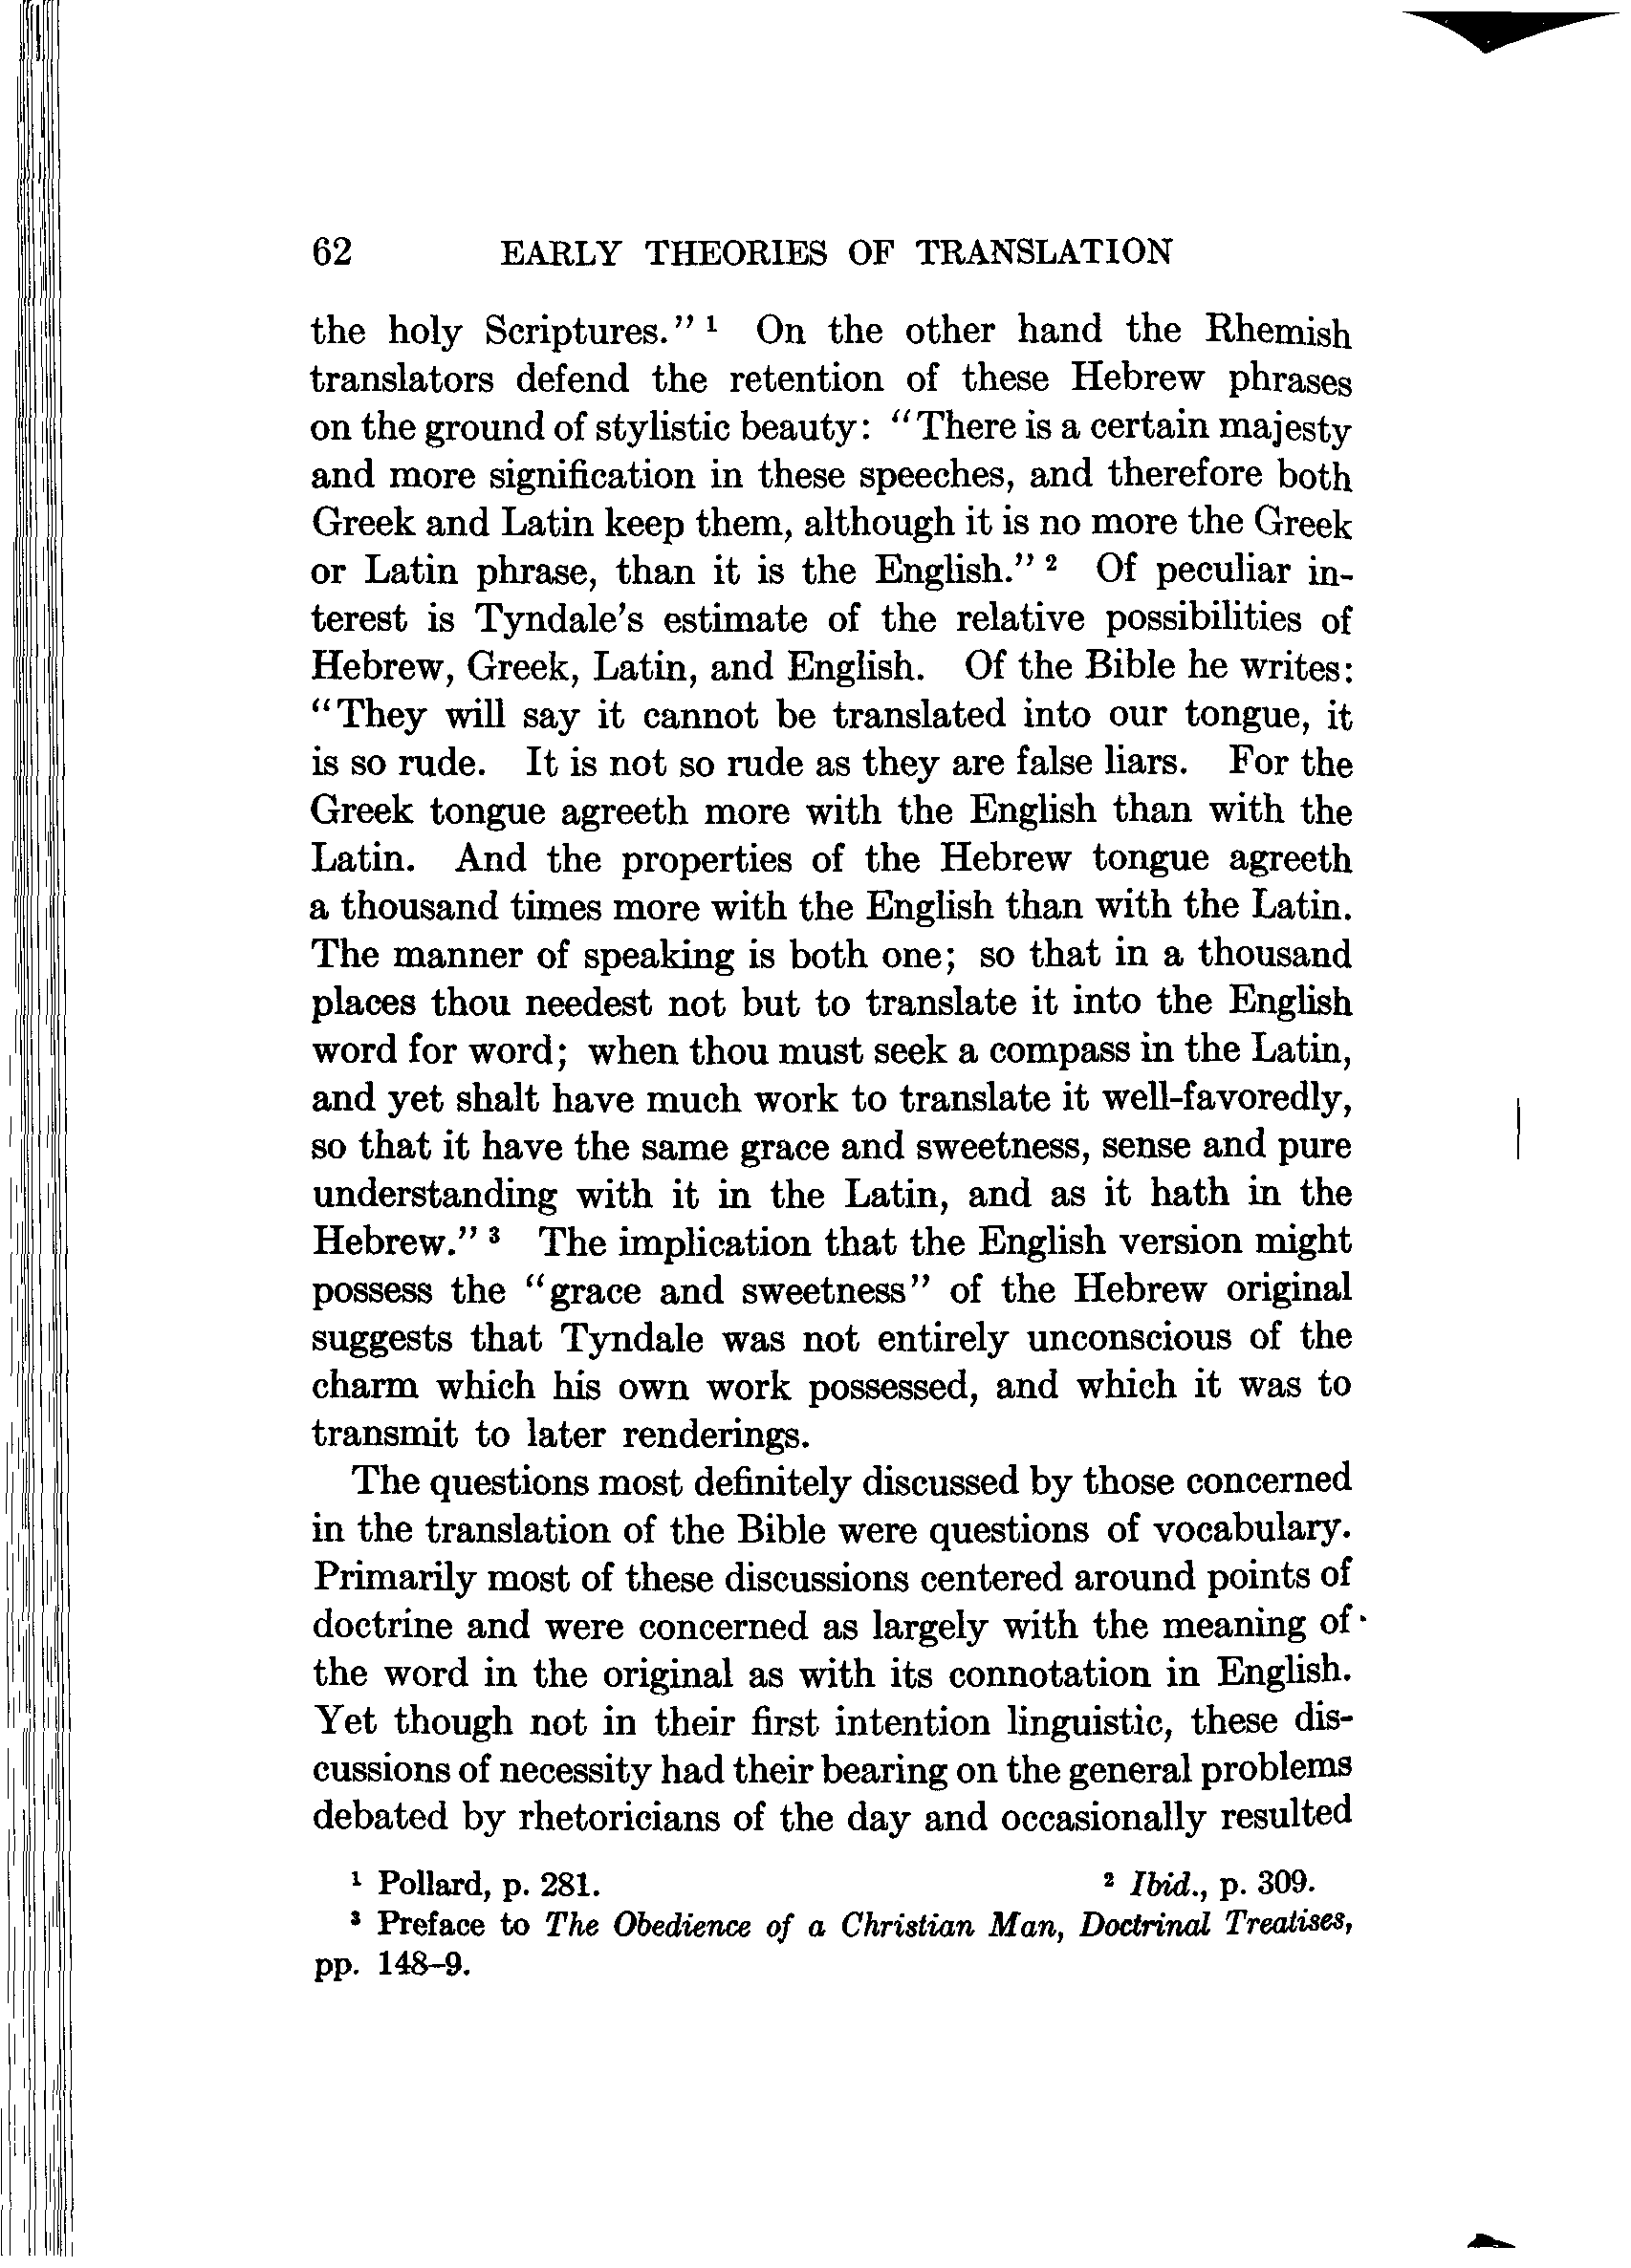 62 EARLY THEORIES OF TRANSLATION
the holy Scriptures." ¹ On the other hand the Rhemish
translators defend the retention of these Hebrew phrases
on the ground of stylistic beauty: "There is a certain majesty
and more signification in these speeches, and therefore both
Greek and Latin keep them, although it is no more the Greek
or Latin phrase, than it is the English." ² Of peculiar in-
terest is Tyndale's estimate of the relative possibilities of
Hebrew, Greek, Latin, and English. Of the Bible he writes:
"They will say it cannot be translated into our tongue, it
is so rude. It is not so rude as they are false liars. For the
Greek tongue agreeth more with the English than with the
Latin. And the properties of the Hebrew tongue agreeth
a thousand times more with the English than with the Latin.
The manner of speaking is both one; so that in a thousand
places thou needest not but to translate it into the English
word for word; when thou must seek a compass in the Latin,
and yet shalt have much work to translate it well-favoredly,
so that it have the same grace and sweetness, sense and pure
understanding with it in the Latin, and as it hath in the
Hebrew." ³ The implication that the English version might
possess the "grace and sweetness" of the Hebrew original
suggests that Tyndale was not entirely unconscious of the
charm which his own work possessed, and which it was to
transmit to later renderings.
The questions most definitely discussed by those concerned
in the translation of the Bible were questions of vocabulary.
Primarily most of these discussions centered around points of
doctrine and were concerned as largely with the meaning of
the word in the original as with its connotation in English.
Yet though not in their first intention linguistic, these dis-
cussions of necessity had their bearing on the general problems
debated by rhetoricians of the day and occasionally resulted
¹ Pollard, p. 281. ² Ibid., p. 309.
³ Preface to The Obedience of a Christian Man, Doctrinal Treatises,
pp. 148–9.